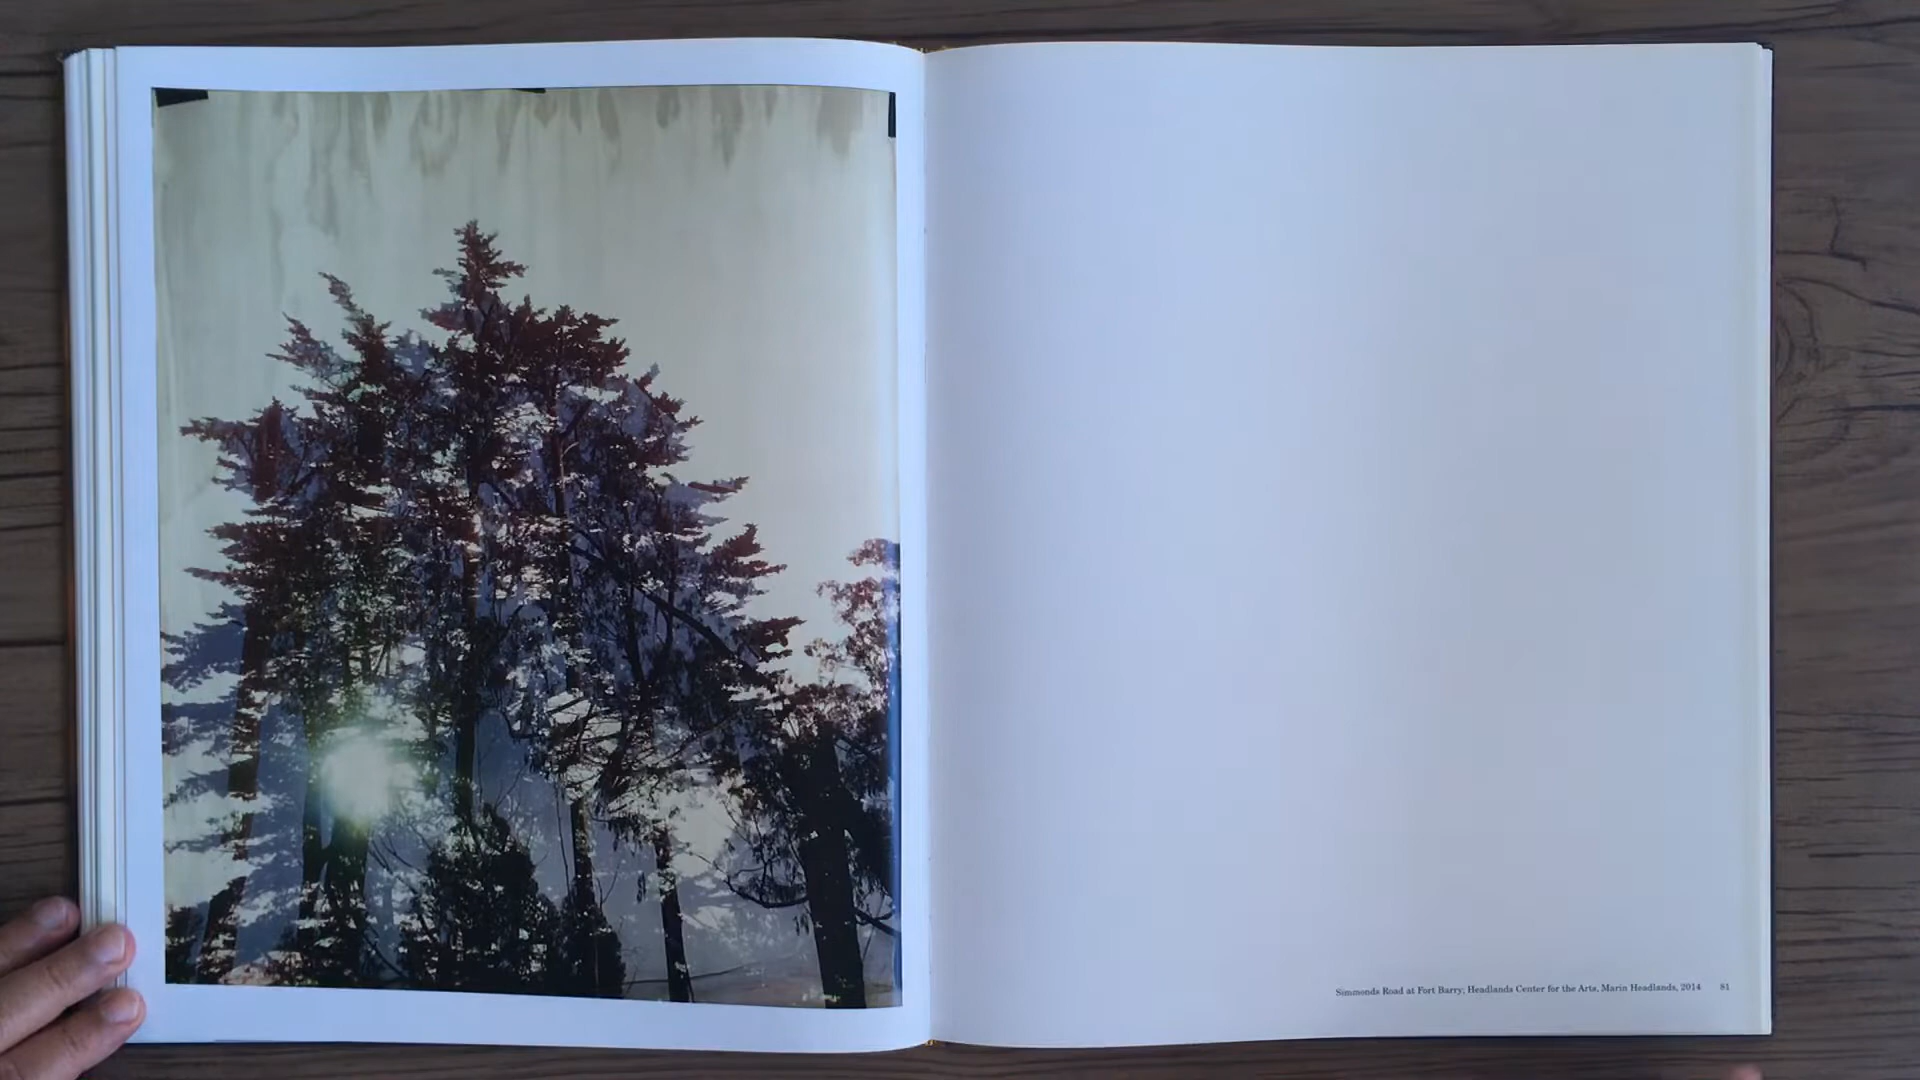 Simmonds Road at Fort Barry; Headlands Center for the Arts, Marin Headlands, 2014 81